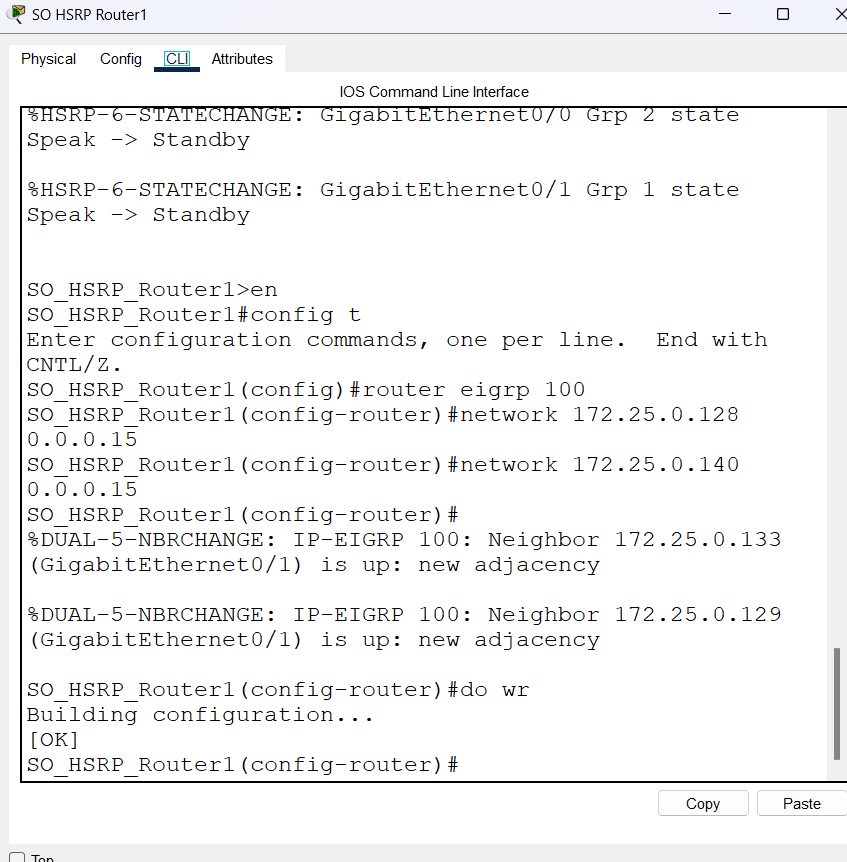 SO HSRP Router1
Physical Config CLI Attributes
IOS Command Line Interface
%HSRP-6-STATECHANGE: GigabitEthernet0/0 Grp 2 state
Speak -> Standby
%HSRP-6-STATECHANGE: GigabitEthernet0/1 Grp 1 state
Speak -> Standby
SO_HSRP_Router1>en
SO_HSRP_Router1#config t
Enter configuration commands, one per line.  End with
CNTL/Z.
SO_HSRP_Router1(config)#router eigrp 100
SO_HSRP_Router1(config-router)#network 172.25.0.128
0.0.0.15
SO_HSRP_Router1(config-router)#network 172.25.0.140
0.0.0.15
SO_HSRP_Router1(config-router)#
%DUAL-5-NBRCHANGE: IP-EIGRP 100: Neighbor 172.25.0.133
(GigabitEthernet0/1) is up: new adjacency
%DUAL-5-NBRCHANGE: IP-EIGRP 100: Neighbor 172.25.0.129
(GigabitEthernet0/1) is up: new adjacency
SO_HSRP_Router1(config-router)#do wr
Building configuration...
[OK]
SO_HSRP_Router1(config-router)#
Copy Paste
Top